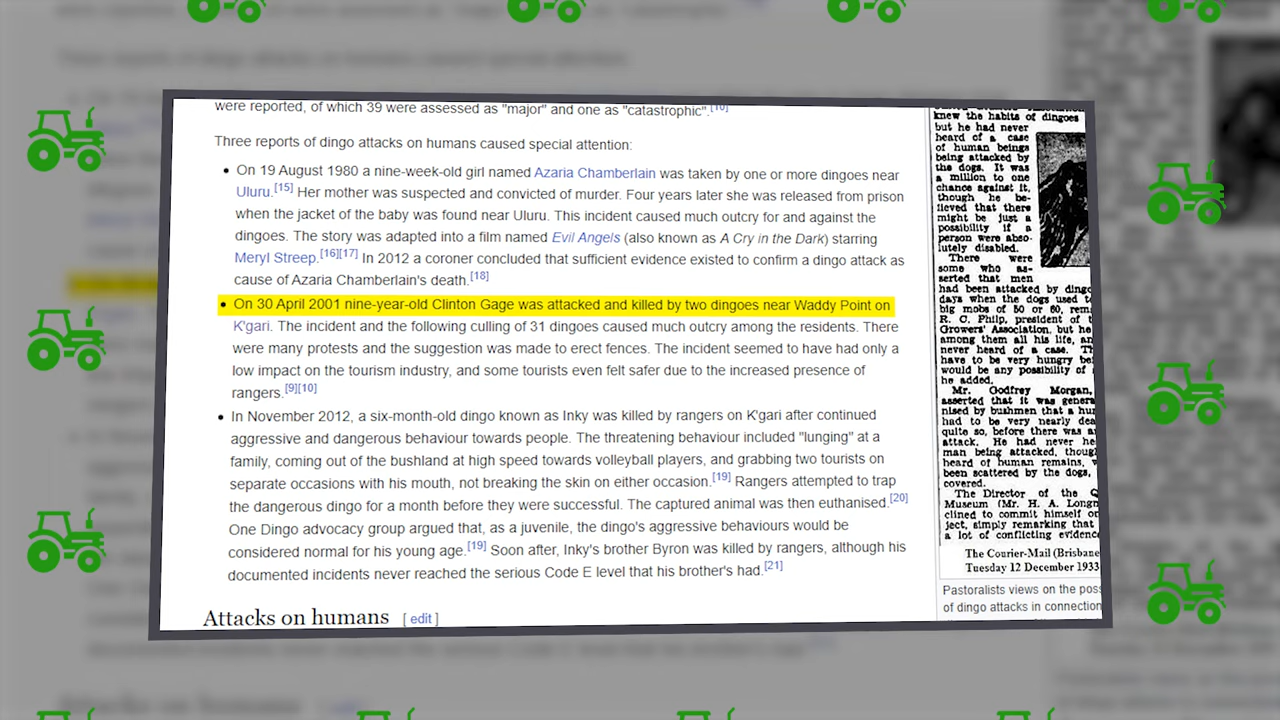 were reported, of which 39 were assessed as "major" and one as "catastrophic".[10]
Three reports of dingo attacks on humans caused special attention:
• On 19 August 1980 a nine-week-old girl named Azaria Chamberlain was taken by one or more dingoes near
Uluru.[15] Her mother was suspected and convicted of murder. Four years later she was released from prison
when the jacket of the baby was found near Uluru. This incident caused much outcry for and against the
dingoes. The story was adapted into a film named Evil Angels (also known as A Cry in the Dark) starring
Meryl Streep.[16][17] In 2012 a coroner concluded that sufficient evidence existed to confirm a dingo attack as
cause of Azaria Chamberlain's death.[18]
• On 30 April 2001 nine-year-old Clinton Gage was attacked and killed by two dingoes near Waddy Point on
K'gari. The incident and the following culling of 31 dingoes caused much outcry among the residents. There
were many protests and the suggestion was made to erect fences. The incident seemed to have had only a
low impact on the tourism industry, and some tourists even felt safer due to the increased presence of
rangers.[9][10]
• In November 2012, a six-month-old dingo known as Inky was killed by rangers on K'gari after continued
aggressive and dangerous behaviour towards people. The threatening behaviour included "lunging" at a
family, coming out of the bushland at high speed towards volleyball players, and grabbing two tourists on
separate occasions with his mouth, not breaking the skin on either occasion.[19] Rangers attempted to trap
the dangerous dingo for a month before they were successful. The captured animal was then euthanised.[20]
One Dingo advocacy group argued that, as a juvenile, the dingo's aggressive behaviours would be
considered normal for his young age.[19] Soon after, Inky's brother Byron was killed by rangers, although his
documented incidents never reached the serious Code E level that his brother's had.[21]
Attacks on humans [ edit ]
knew the habits of dingoes
but he had never
heard of a case
of human beings
being attacked by
the dogs. It was
a million to one
chance against it,
though he be-
lieved that there
might be just a
possibility if a
person were abso-
lutely disabled.
There were
some who as-
serted that men
had been attacked by dingo
days when the dogs used to
big mobs of 50 or 60, rem
R. C. Philp, president of t
Growers' Association, but he
among them all his life, an
never heard of a case. Th
have to be very hungry be
would be any possibility of
he added.
Mr. Godfrey Morgan,
asserted that it was genera
nised by bushmen that a hu
had to be very nearly dea
quite so, before there was a
attack. He had never he
man being attacked, thoug
heard of human remains, w
been scattered by the dogs,
covered.
The Director of the Q
Museum (Mr. H. A. Longm
clined to commit himself on
ject, simply remarking that
a lot of conflicting evidence
The Courier-Mail (Brisbane
Tuesday 12 December 1933
Pastoralists views on the poss
of dingo attacks in connection